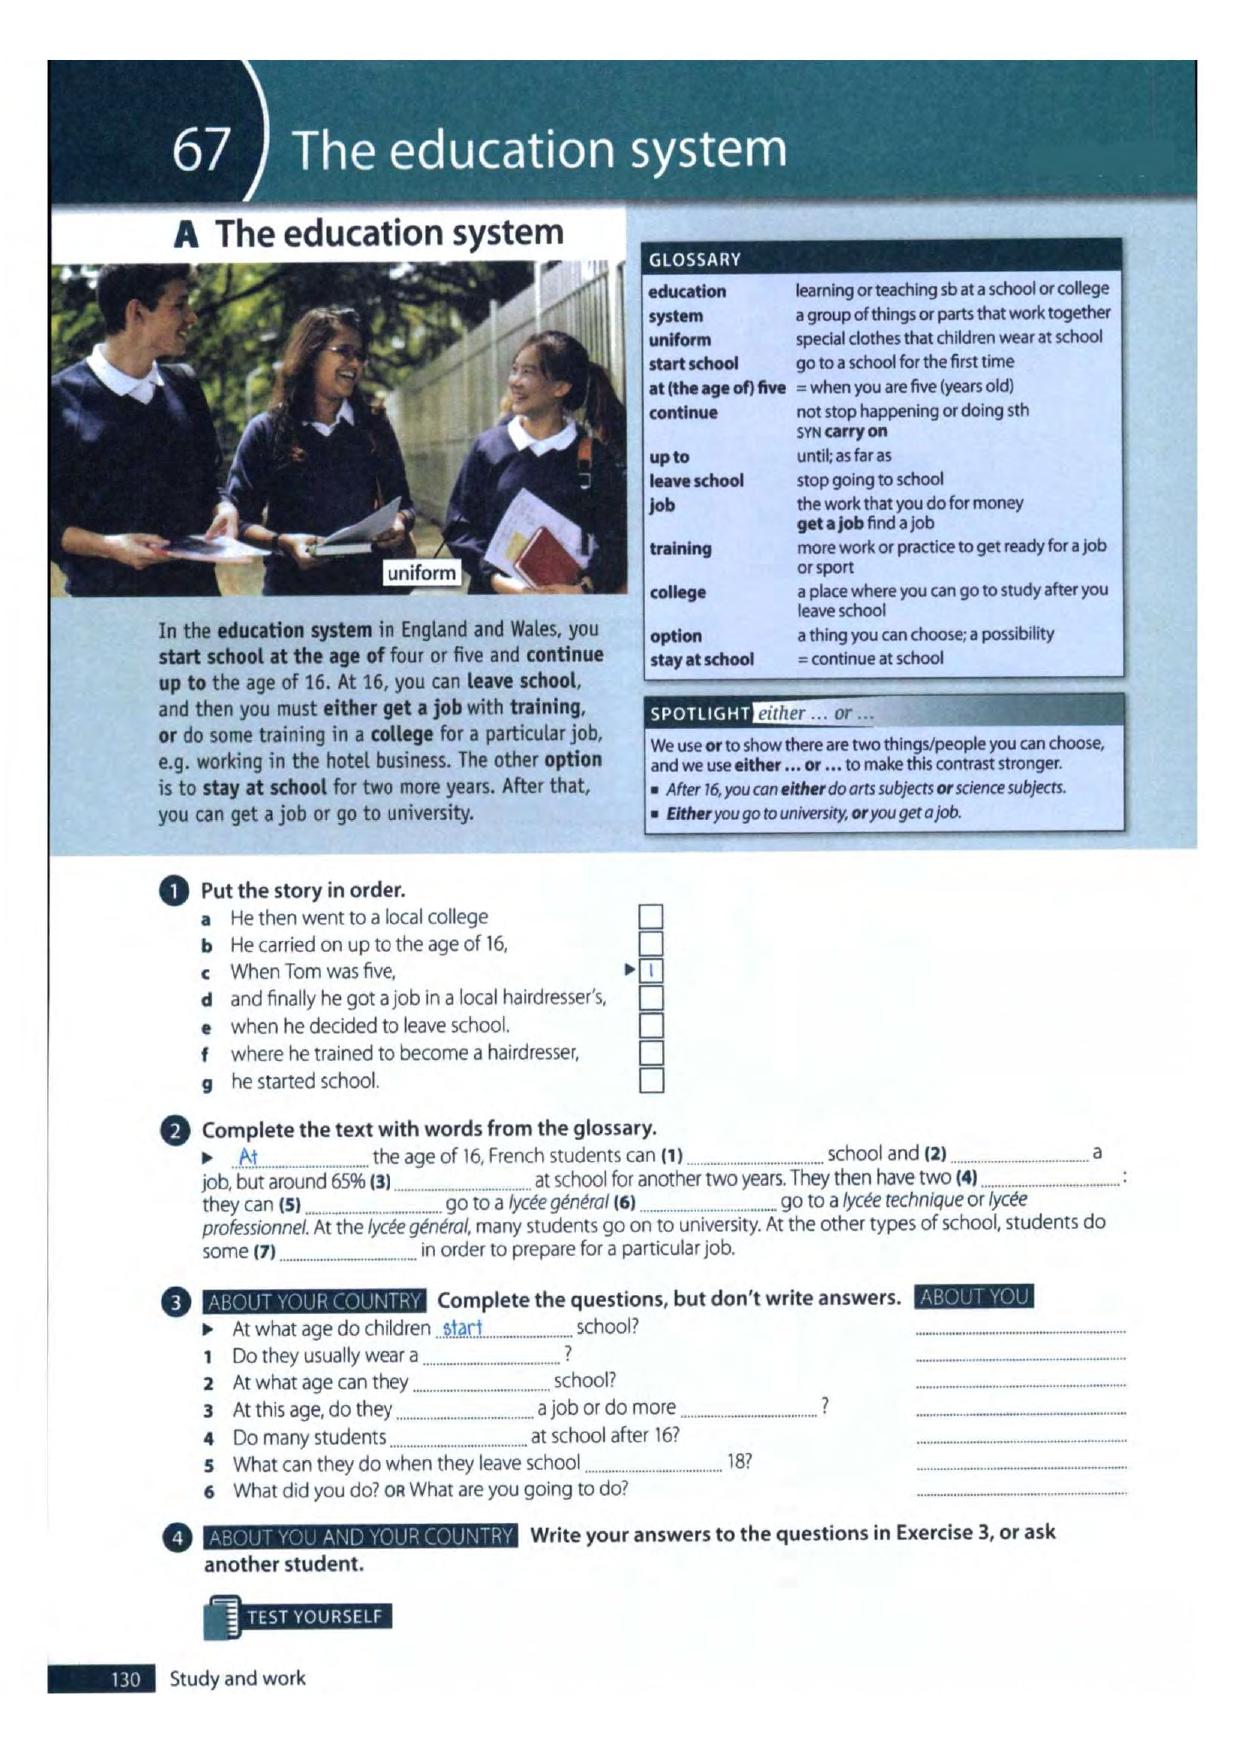 67 The education system
A The education system
uniform
In the education system in England and Wales, you
start school at the age of four or five and continue
up to the age of 16. At 16, you can leave school,
and then you must either get a job with training,
or do some training in a college for a particular job,
e.g. working in the hotel business. The other option
is to stay at school for two more years. After that,
you can get a job or go to university.
GLOSSARY
education learning or teaching sb at a school or college
system a group of things or parts that work together
uniform special clothes that children wear at school
start school go to a school for the first time
at (the age of) five = when you are five (years old)
continue not stop happening or doing sth
SYN carry on
up to until; as far as
leave school stop going to school
job the work that you do for money
get a job find a job
training more work or practice to get ready for a job
or sport
college a place where you can go to study after you
leave school
option a thing you can choose; a possibility
stay at school = continue at school
SPOTLIGHT either ... or ...
We use or to show there are two things/people you can choose,
and we use either ... or ... to make this contrast stronger.
▪ After 16, you can either do arts subjects or science subjects.
▪ Either you go to university, or you get a job.
1 Put the story in order.
a He then went to a local college
b He carried on up to the age of 16,
c When Tom was five, ▶ 1
d and finally he got a job in a local hairdresser's,
e when he decided to leave school.
f where he trained to become a hairdresser,
g he started school.
2 Complete the text with words from the glossary.
▶ At the age of 16, French students can (1) school and (2) a
job, but around 65% (3) at school for another two years. They then have two (4) :
they can (5) go to a lycée général (6) go to a lycée technique or lycée
professionnel. At the lycée général, many students go on to university. At the other types of school, students do
some (7) in order to prepare for a particular job.
3 ABOUT YOUR COUNTRY Complete the questions, but don't write answers. ABOUT YOU
▶ At what age do children start school?
1 Do they usually wear a ?
2 At what age can they school?
3 At this age, do they a job or do more ?
4 Do many students at school after 16?
5 What can they do when they leave school 18?
6 What did you do? OR What are you going to do?
4 ABOUT YOU AND YOUR COUNTRY Write your answers to the questions in Exercise 3, or ask
another student.
TEST YOURSELF
130 Study and work